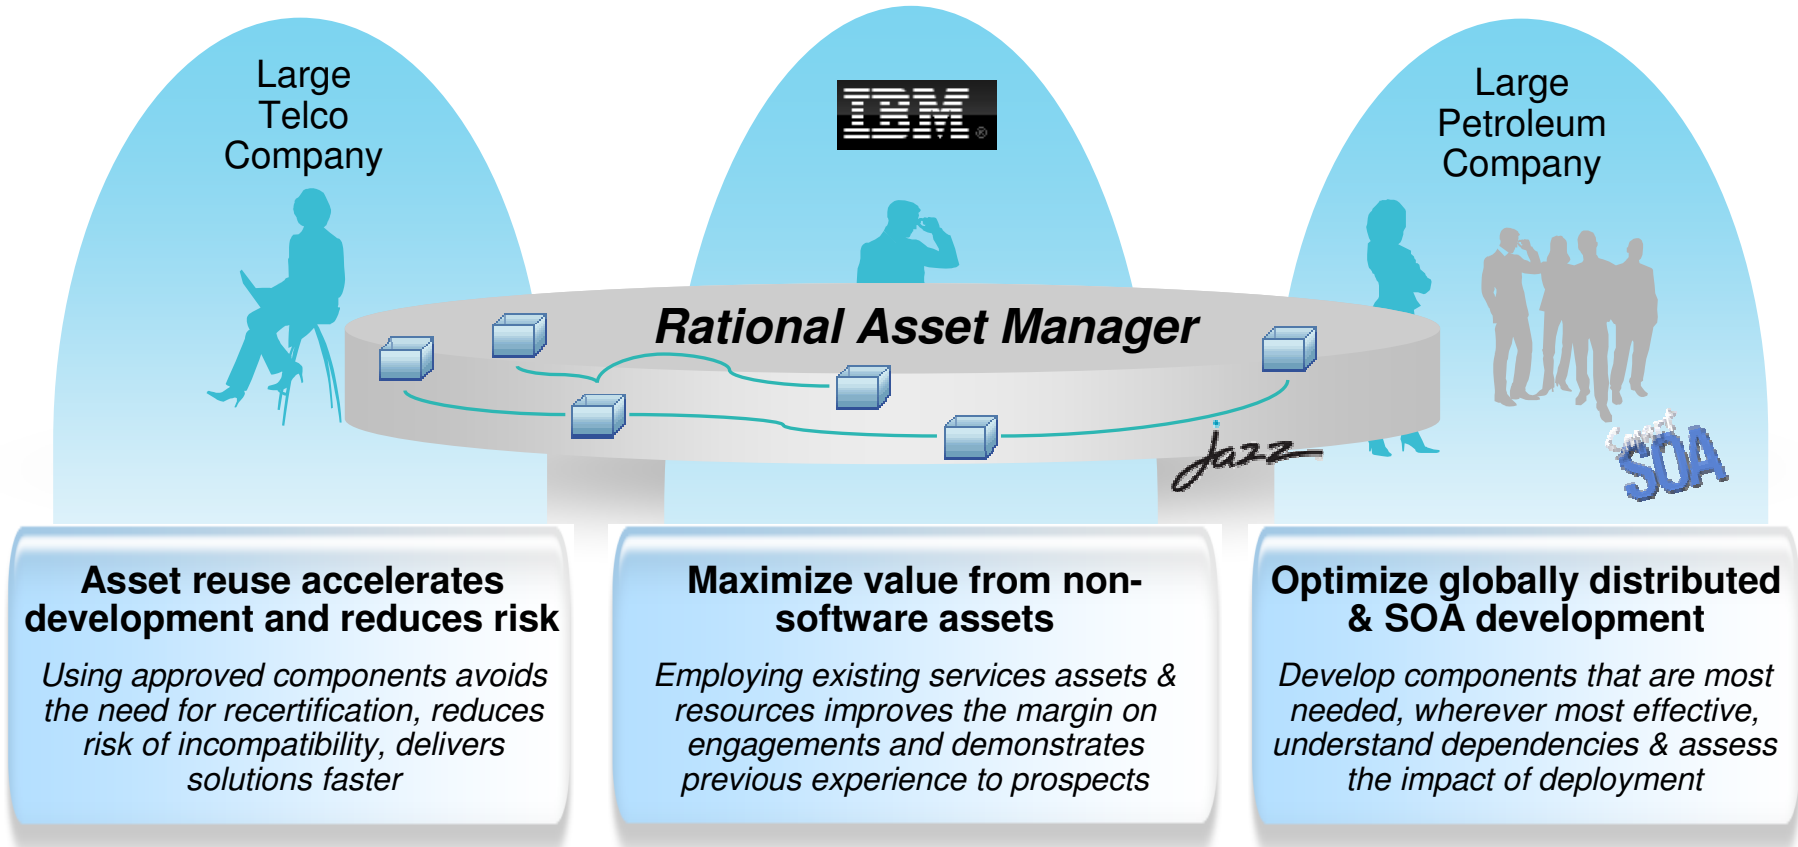 Large
Telco
Company
IBM®
Large
Petroleum
Company
Rational Asset Manager
jazz
Smart
SOA
Asset reuse accelerates
development and reduces risk
Using approved components avoids
the need for recertification, reduces
risk of incompatibility, delivers
solutions faster
Maximize value from non-
software assets
Employing existing services assets &
resources improves the margin on
engagements and demonstrates
previous experience to prospects
Optimize globally distributed
& SOA development
Develop components that are most
needed, wherever most effective,
understand dependencies & assess
the impact of deployment